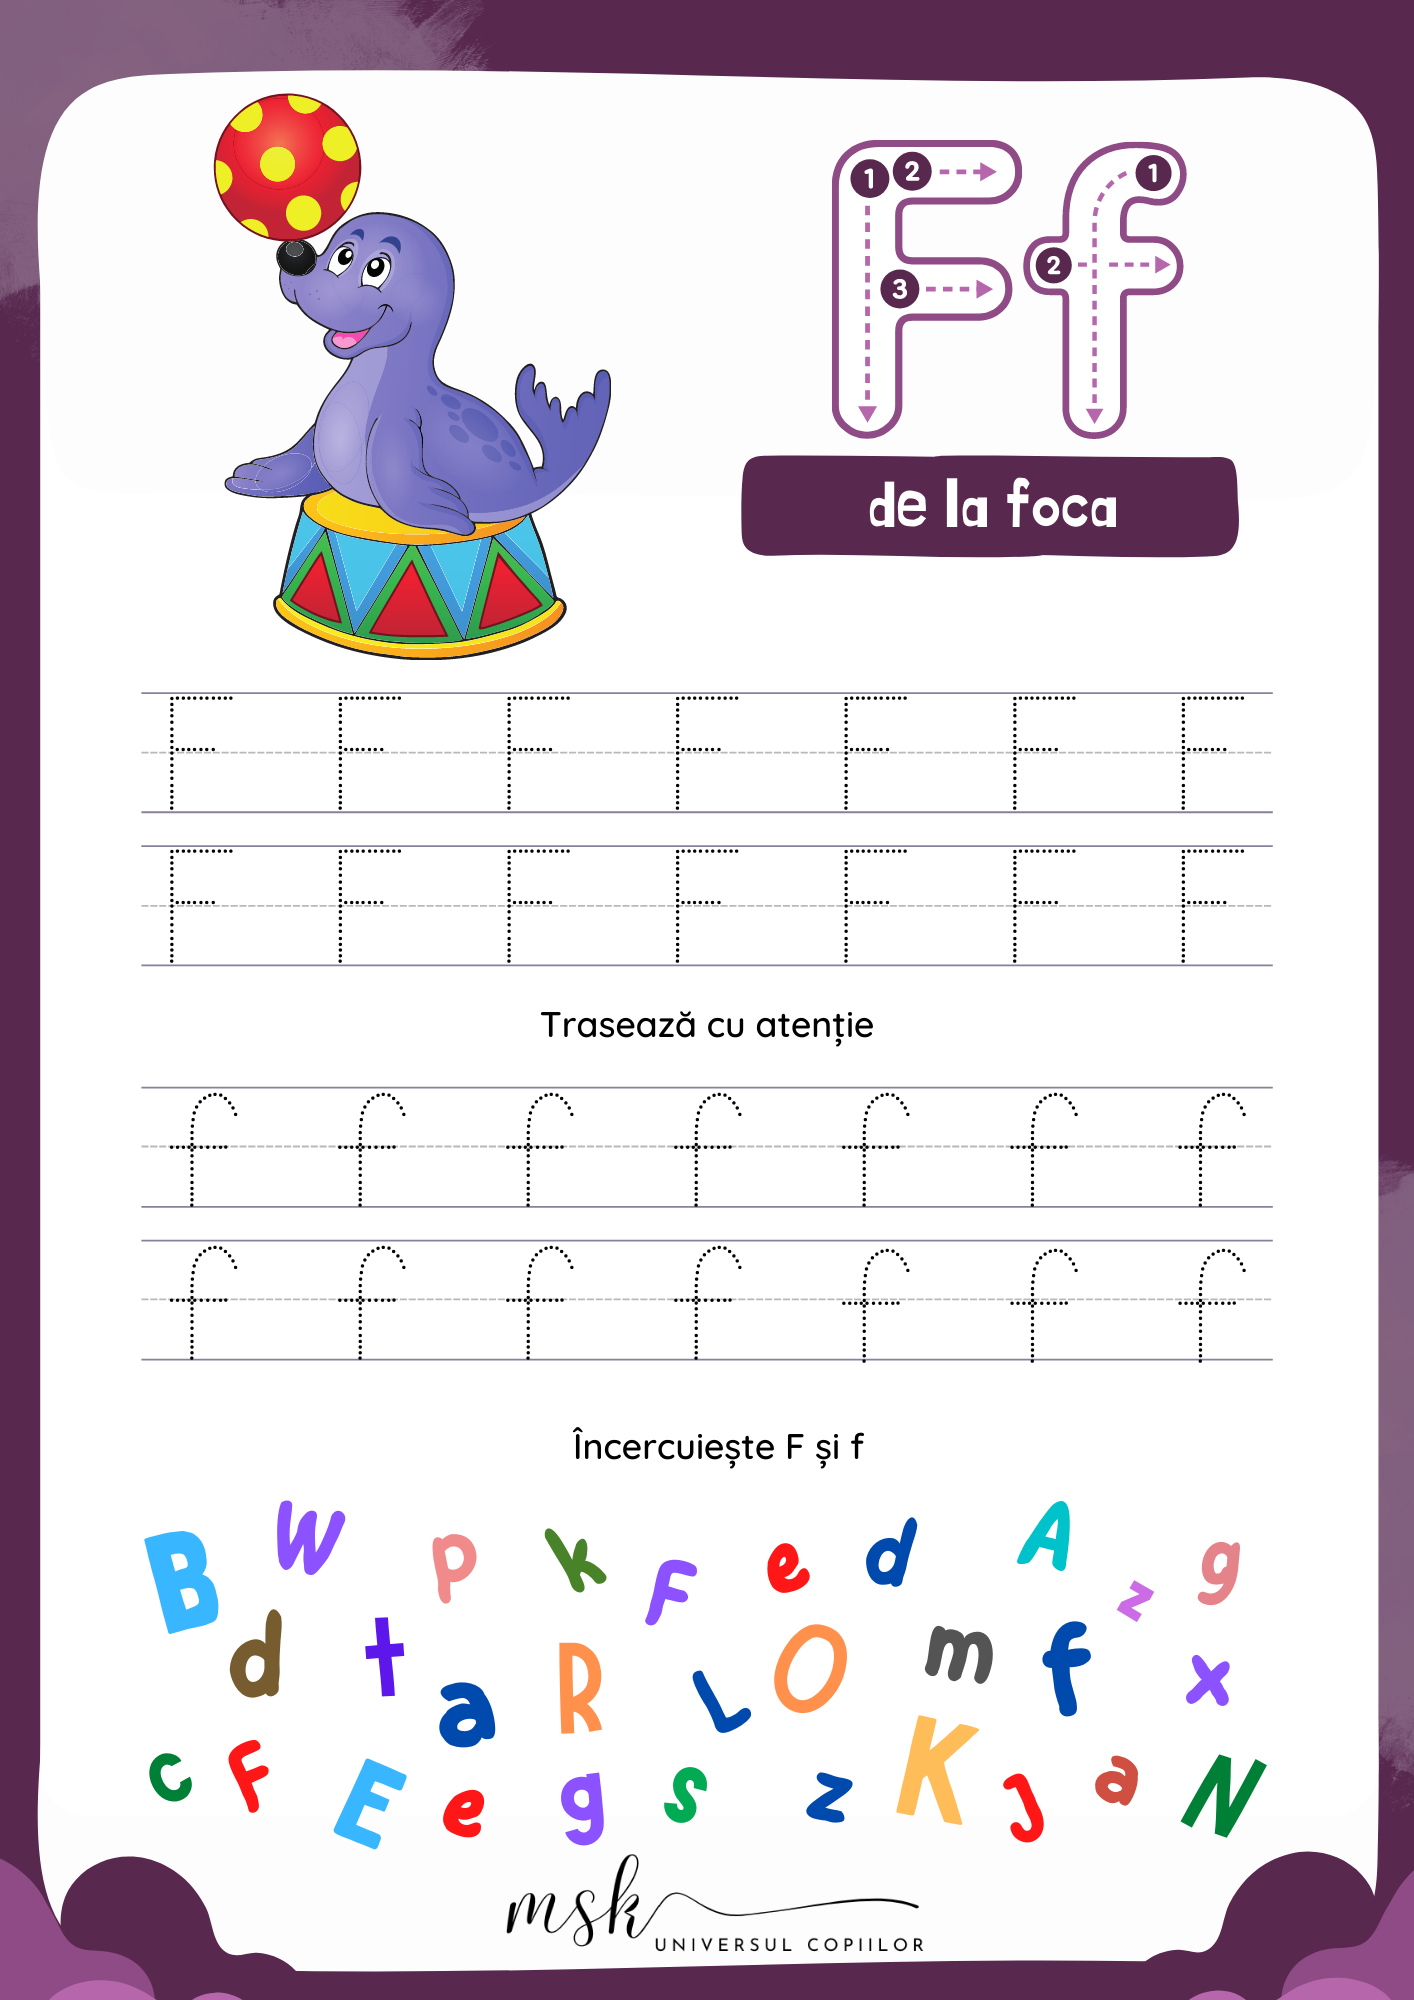 F f
1 2 3 1 2
de la foca
F F F F F F F
F F F F F F F
Trasează cu atenție
f f f f f f f
f f f f f f f
Încercuiește F și f
B W p k F e d A z g
d t a R L O m f x
c F E e g s z K J a N
msk
UNIVERSUL COPIILOR